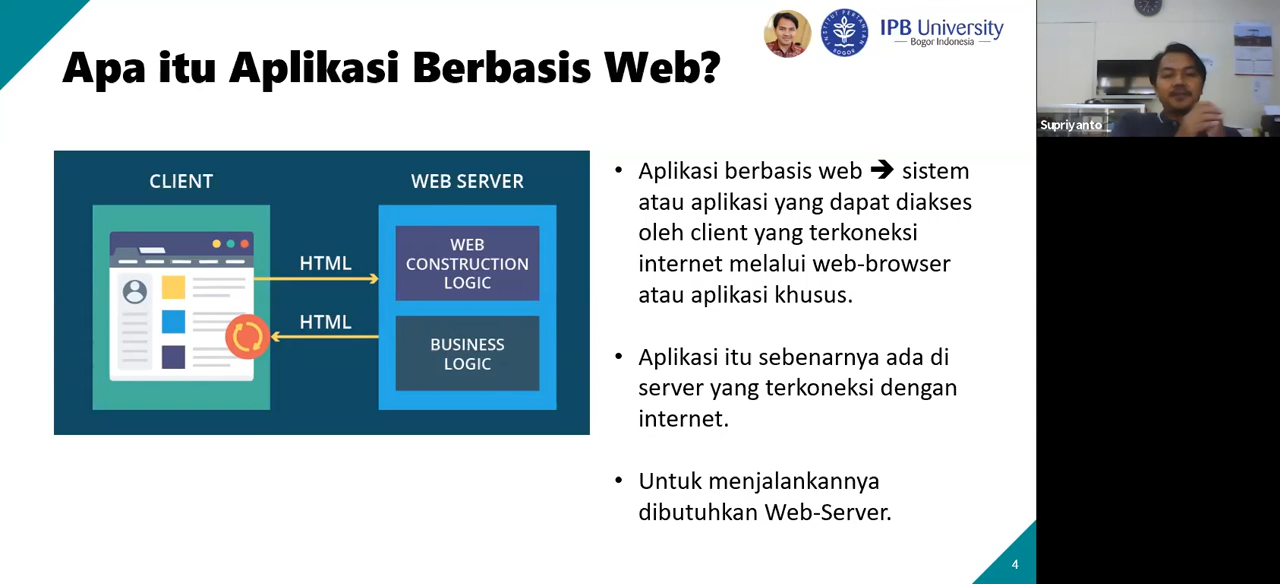 IPB University
Bogor Indonesia
Apa itu Aplikasi Berbasis Web?
Supriyanto
CLIENT
WEB SERVER
HTML
HTML
WEB
CONSTRUCTION
LOGIC
BUSINESS
LOGIC
• Aplikasi berbasis web ➔ sistem
atau aplikasi yang dapat diakses
oleh client yang terkoneksi
internet melalui web-browser
atau aplikasi khusus.
• Aplikasi itu sebenarnya ada di
server yang terkoneksi dengan
internet.
• Untuk menjalankannya
dibutuhkan Web-Server.
4